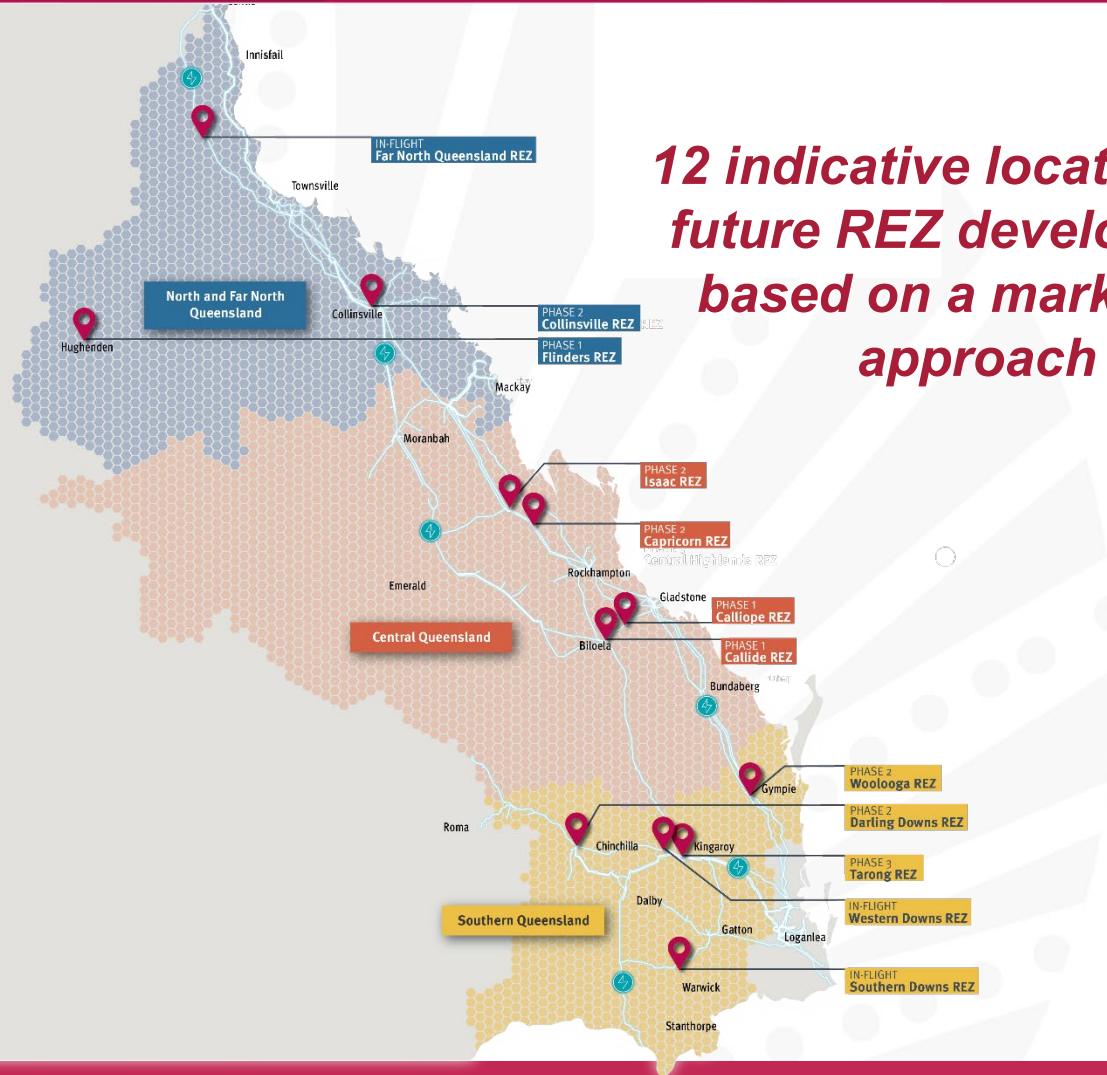 Innisfail
IN-FLIGHT
Far North Queensland REZ
12 indicative
future REZ
based on a
approach
Townsville
North and Far North
Queensland
Collinsville
PHASE 2
Collinsville REZ
PHASE 1
Flinders REZ
Hughenden
Mackay
Moranbah
PHASE 2
Isaac REZ
PHASE 2
Capricorn REZ
Central Highlands REZ
Rockhampton
Emerald
Gladstone
PHASE 1
Calliope REZ
Central Queensland
Biloela
PHASE 1
Callide REZ
Bundaberg
PHASE 2
Woolooga REZ
Gympie
PHASE 2
Darling Downs REZ
Roma
Chinchilla
Kingaroy
PHASE 3
Tarong REZ
Dalby
IN-FLIGHT
Western Downs REZ
Southern Queensland
Gatton
Loganlea
IN-FLIGHT
Southern Downs REZ
Warwick
Stanthorpe